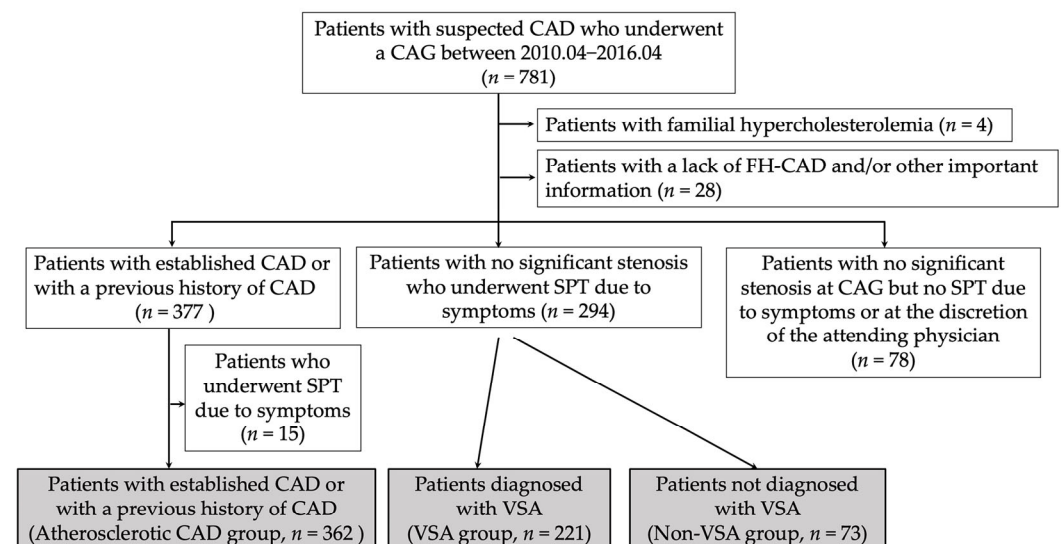 Patients with suspected CAD who underwent
a CAG between 2010.04–2016.04
(n = 781)
Patients with familial hypercholesterolemia (n = 4)
Patients with a lack of FH-CAD and/or other important
information (n = 28)
Patients with established CAD or
with a previous history of CAD
(n = 377 )
Patients with no significant stenosis
who underwent SPT due to
symptoms (n = 294)
Patients with no significant
stenosis at CAG but no SPT due
to symptoms or at the discretion
of the attending physician
(n = 78)
Patients who
underwent SPT
due to symptoms
(n = 15)
Patients with established CAD or
with a previous history of CAD
(Atherosclerotic CAD group, n = 362 )
Patients diagnosed
with VSA
(VSA group, n = 221)
Patients not diagnosed
with VSA
(Non-VSA group, n = 73)